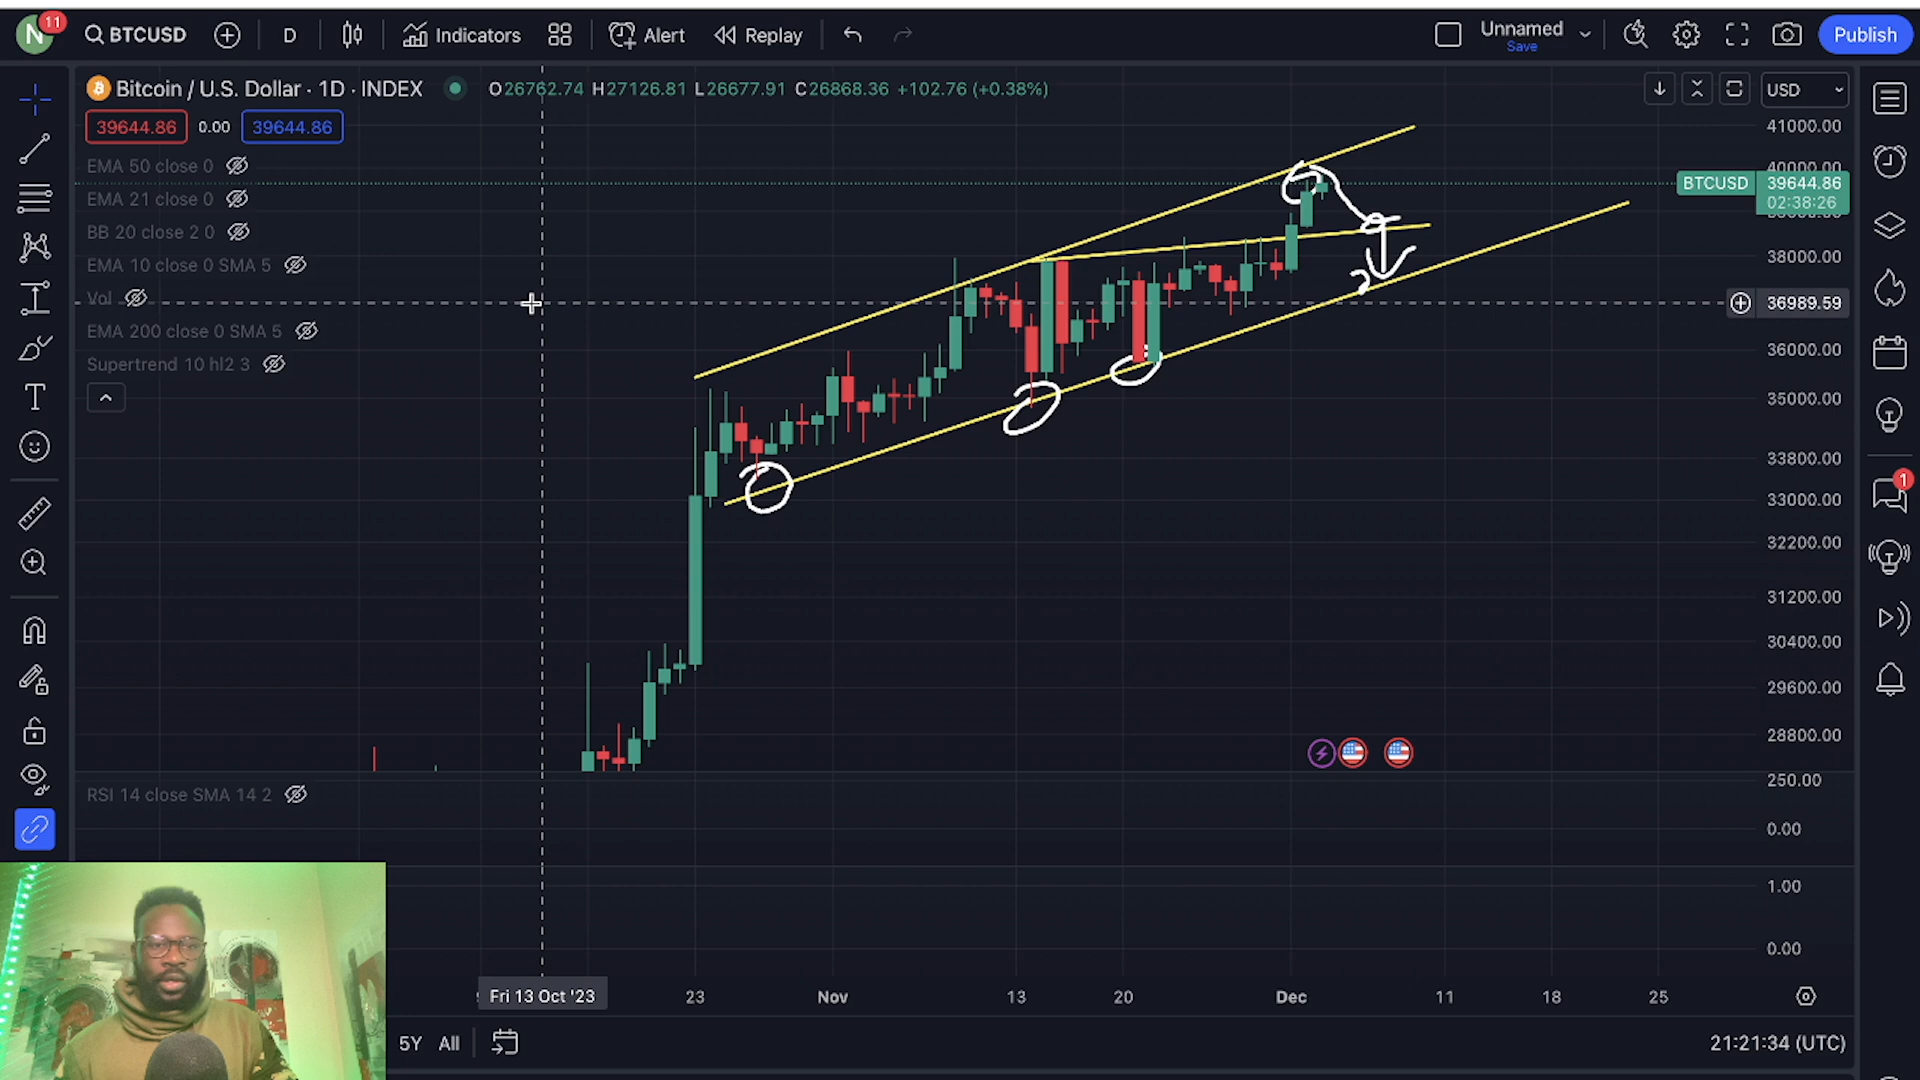 N 11 BTCUSD D Indicators Alert Replay Unnamed Save Publish
Bitcoin / U.S. Dollar · 1D · INDEX O26762.74 H27126.81 L26677.91 C26868.36 +102.76 (+0.38%) USD
39644.86 0.00 39644.86
41000.00
EMA 50 close 0
40000.00
BTCUSD 39644.86
02:38:26
EMA 21 close 0
BB 20 close 2 0
38000.00
EMA 10 close 0 SMA 5
Vol
36989.59
EMA 200 close 0 SMA 5
36000.00
Supertrend 10 hl2 3
35000.00
33800.00
1
33000.00
32200.00
31200.00
30400.00
29600.00
28800.00
250.00
RSI 14 close SMA 14 2
0.00
1.00
0.00
Fri 13 Oct '23 23 Nov 13 20 Dec 11 18 25
5Y All 21:21:34 (UTC)